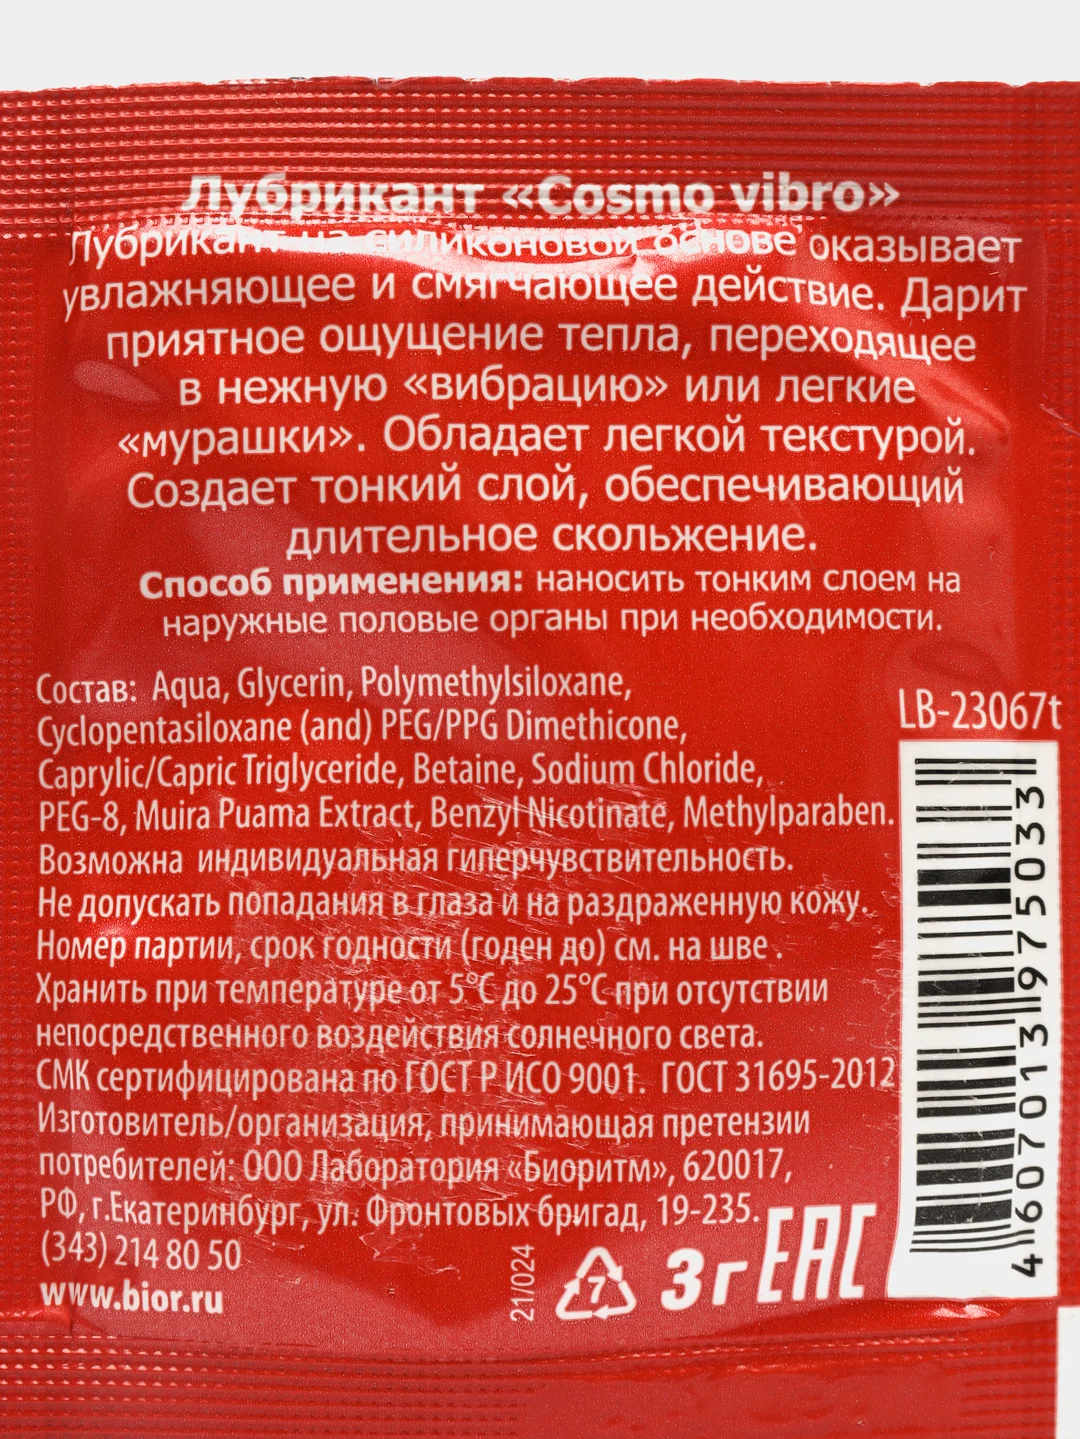 Лубрикант «Cosmo vibro»
Лубрикант на силиконовой основе оказывает
увлажняющее и смягчающее действие. Дарит
приятное ощущение тепла, переходящее
в нежную «вибрацию» или легкие
«мурашки». Обладает легкой текстурой.
Создает тонкий слой, обеспечивающий
длительное скольжение.
Способ применения: наносить тонким слоем на
наружные половые органы при необходимости.
Состав: Aqua, Glycerin, Polymethylsiloxane,
Cyclopentasiloxane (and) PEG/PPG Dimethicone,
Caprylic/Capric Triglyceride, Betaine, Sodium Chloride,
PEG-8, Muira Puama Extract, Benzyl Nicotinate, Methylparaben.
Возможна индивидуальная гиперчувствительность.
Не допускать попадания в глаза и на раздраженную кожу.
Номер партии, срок годности (годен до) см. на шве .
Хранить при температуре от 5°С до 25°С при отсутствии
непосредственного воздействия солнечного света.
СМК сертифицирована по ГОСТ Р ИСО 9001. ГОСТ 31695-2012
Изготовитель/организация, принимающая претензии
потребителей: ООО Лаборатория «Биоритм», 620017,
РФ, г.Екатеринбург, ул. Фронтовых бригад, 19-235.
(343) 214 80 50
www.bior.ru
21/024
7
3 г
EAC
LB-23067t
4 607013 975033